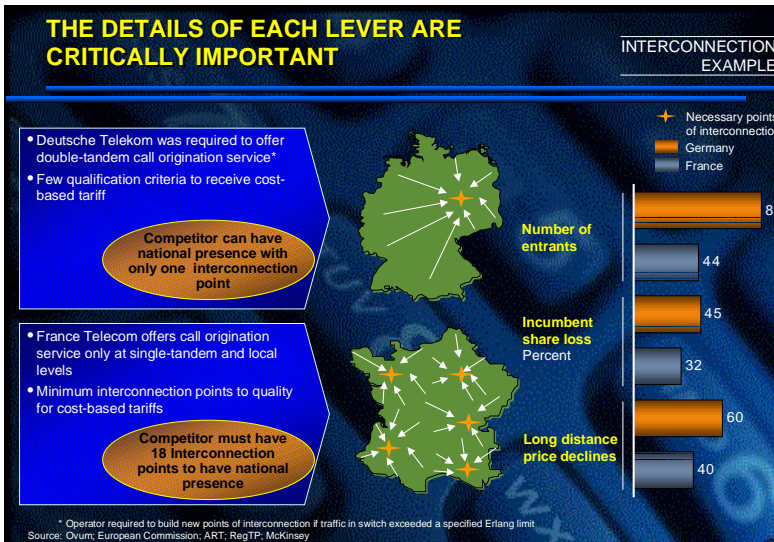 THE DETAILS OF EACH LEVER ARE
CRITICALLY IMPORTANT
INTERCONNECTION
EXAMPLE
Necessary points
of interconnection
Germany
France
• Deutsche Telekom was required to offer
double-tandem call origination service*
• Few qualification criteria to receive cost-
based tariff
Competitor can have
national presence with
only one interconnection
point
Number of
entrants
8
44
• France Telecom offers call origination
service only at single-tandem and local
levels
• Minimum interconnection points to quality
for cost-based tariffs
Competitor must have
18 Interconnection
points to have national
presence
Incumbent
share loss
Percent
45
32
Long distance
price declines
60
40
* Operator required to build new points of interconnection if traffic in switch exceeded a specified Erlang limit
Source: Ovum; European Commission; ART; RegTP; McKinsey